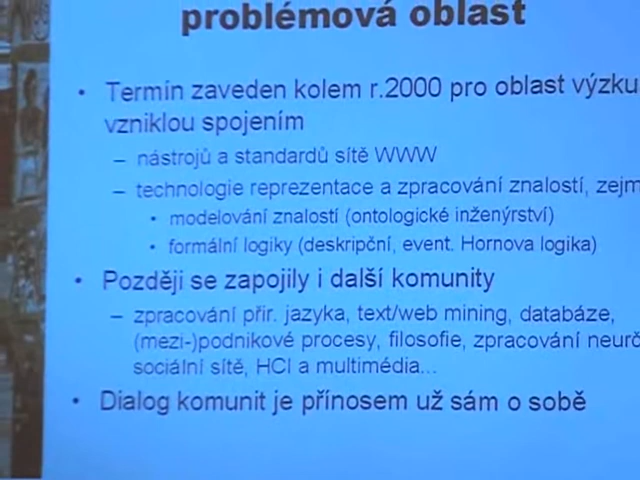 problémová oblast
• Termín zaveden kolem r.2000 pro oblast výzku
vzniklou spojením
– nástrojů a standardů sítě WWW
– technologie reprezentace a zpracování znalostí, zejm
• modelování znalostí (ontologické inženýrství)
• formální logiky (deskripční, event. Hornova logika)
• Později se zapojily i další komunity
– zpracování přir. jazyka, text/web mining, databáze,
(mezi-)podnikové procesy, filosofie, zpracování neurč
sociální sítě, HCI a multimédia...
• Dialog komunit je přínosem už sám o sobě